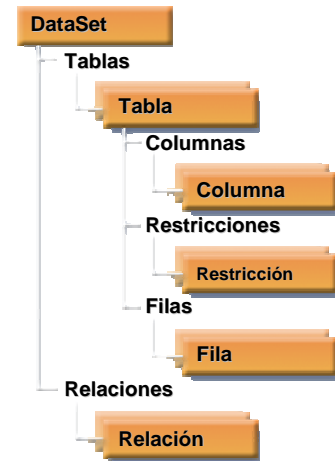 DataSet
Tablas
Tabla
Columnas
Columna
Restricciones
Restricción
Filas
Fila
Relaciones
Relación